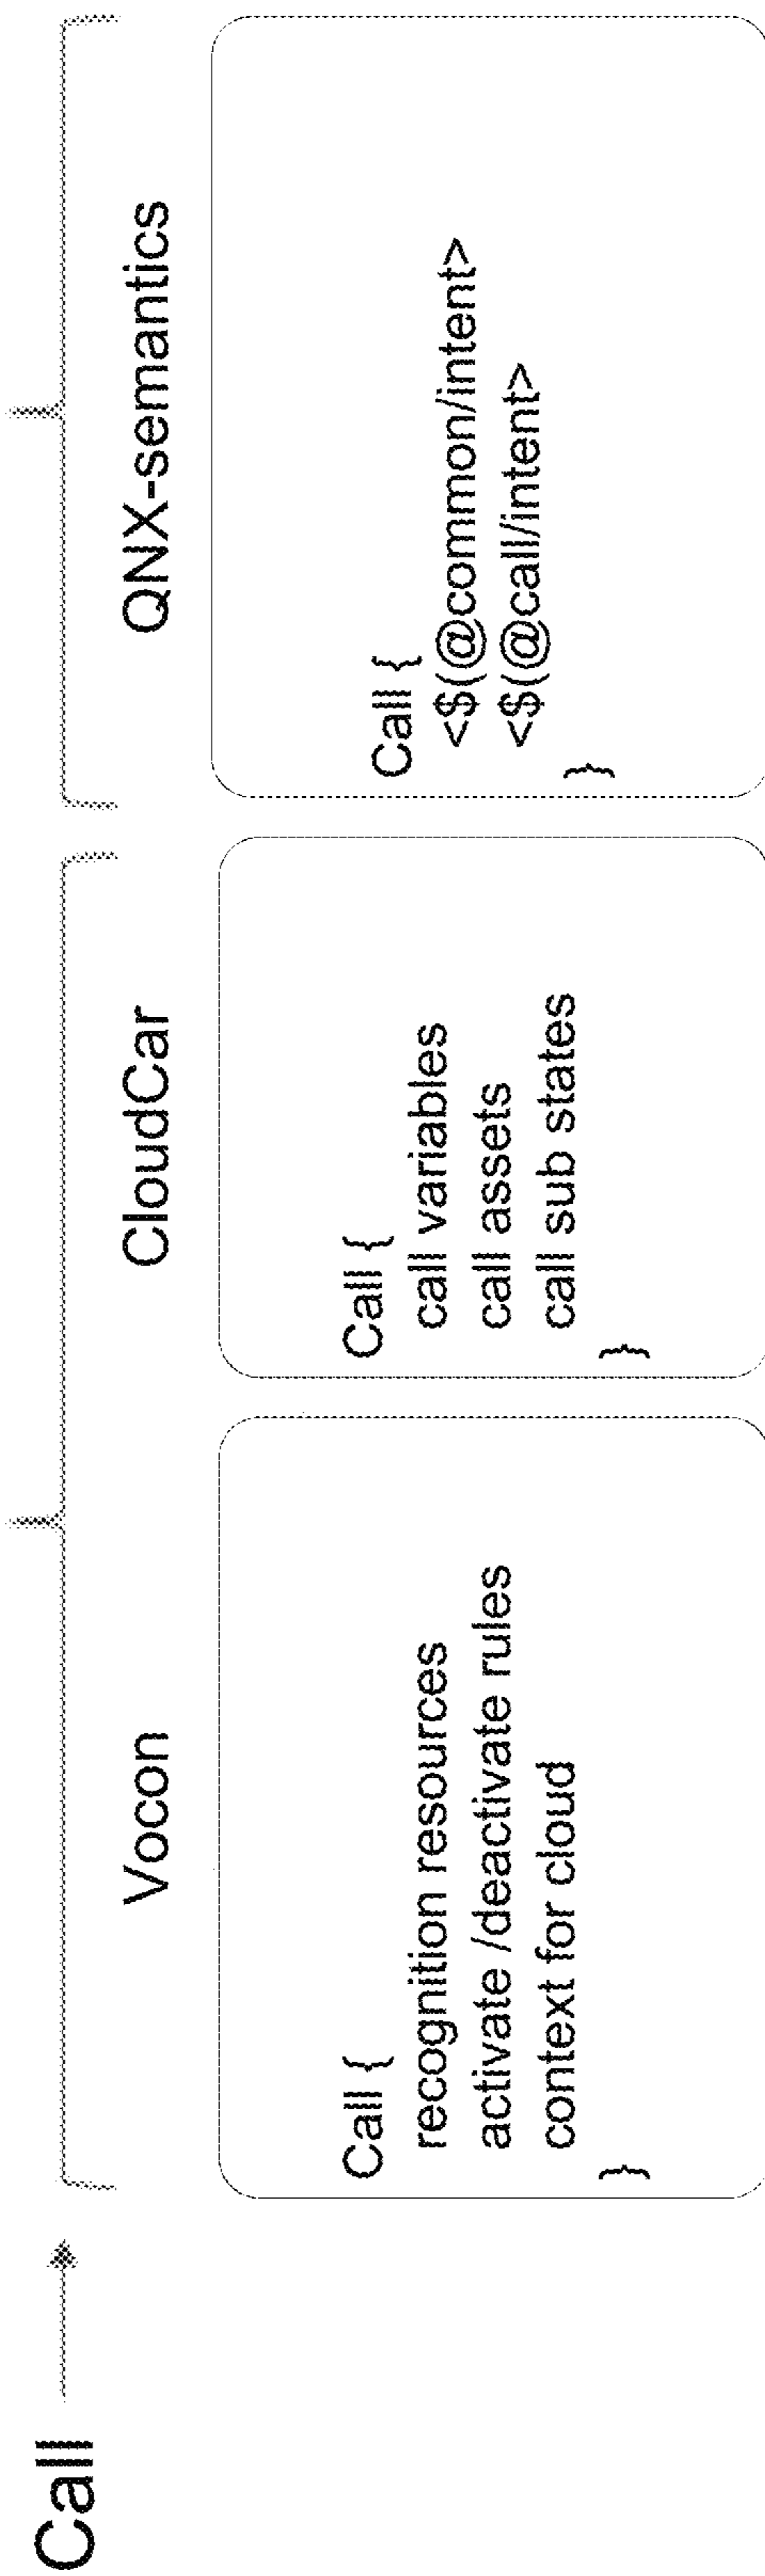 Call
Vocon
Call {
recognition resources
activate /deactivate rules
context for cloud
}
CloudCar
Call {
call variables
call assets
call sub states
}
QNX-semantics
Call {
<$(@common/intent>
<$(@call/intent>
}